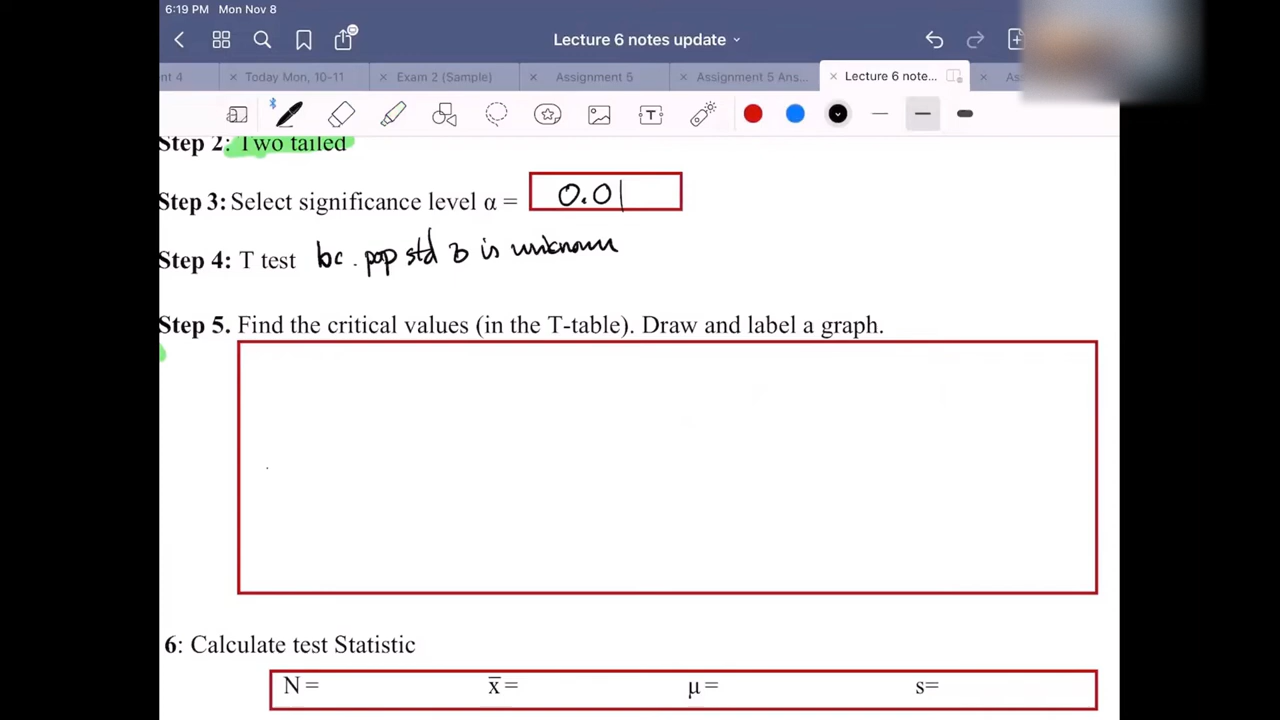 6:19 PM Mon Nov 8
Lecture 6 notes update
nt 4
Today Mon, 10-11
Exam 2 (Sample)
Assignment 5
Assignment 5 Ans...
Lecture 6 note...
As
Step 2: Two tailed
Step 3: Select significance level α = 0.01
Step 4: T test bc. pop std σ is unknown
Step 5. Find the critical values (in the T-table). Draw and label a graph.
6: Calculate test Statistic
N = x̅ = μ = s=